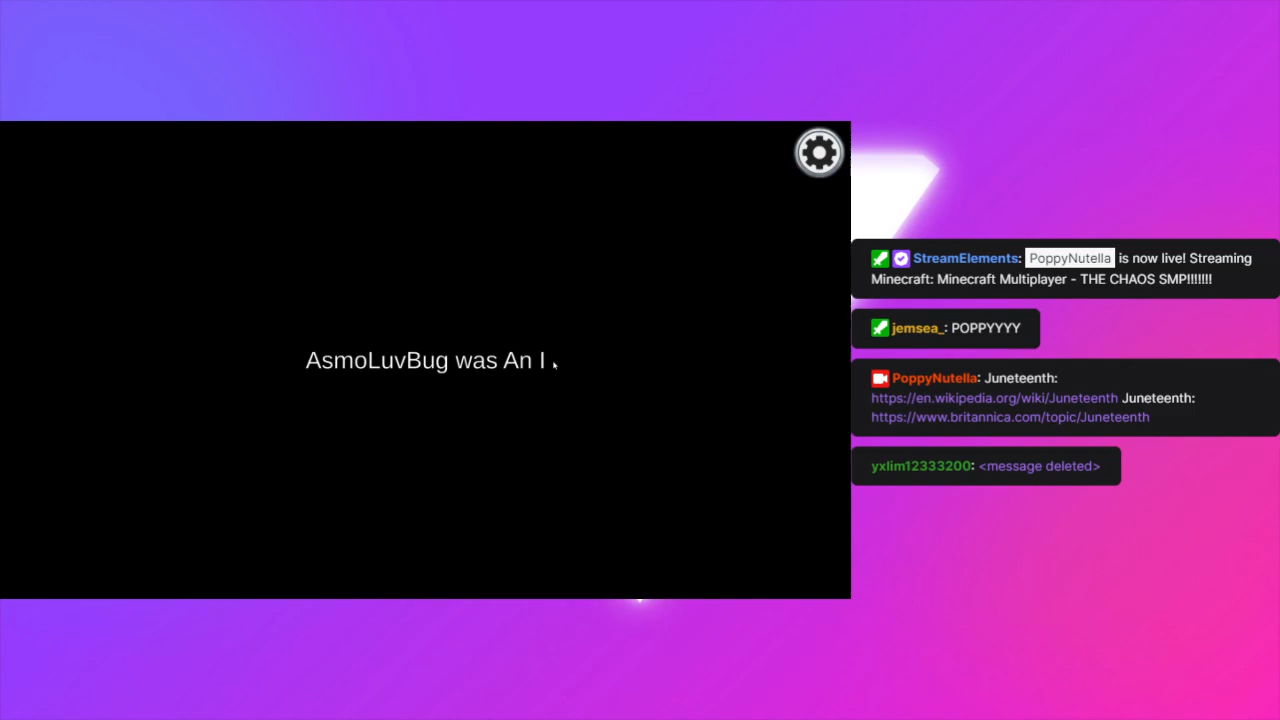 AsmoLuvBug was An I
StreamElements: PoppyNutella is now live! Streaming
Minecraft: Minecraft Multiplayer - THE CHAOS SMP!!!!!!!
jemsea_: POPPYYYY
PoppyNutella: Juneteenth:
https://en.wikipedia.org/wiki/Juneteenth Juneteenth:
https://www.britannica.com/topic/Juneteenth
yxlim12333200: <message deleted>